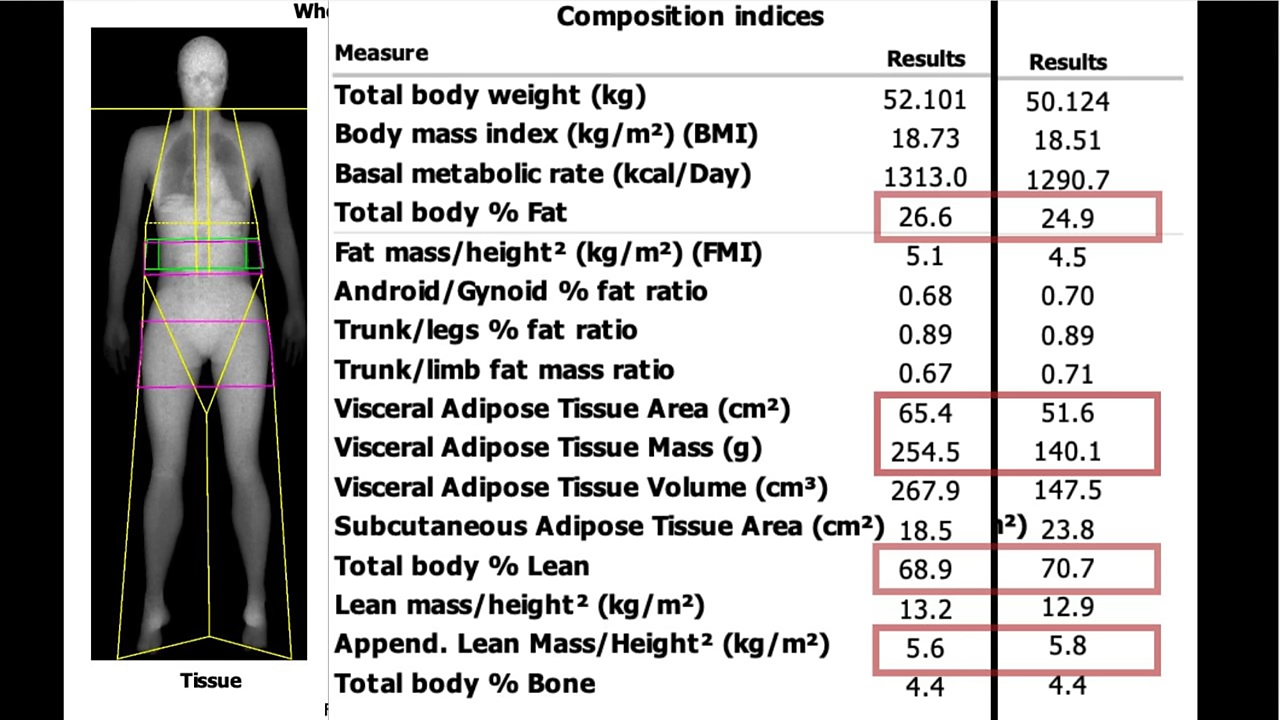 Who
Composition indices
Measure Results Results
Total body weight (kg) 52.101 50.124
Body mass index (kg/m²) (BMI) 18.73 18.51
Basal metabolic rate (kcal/Day) 1313.0 1290.7
Total body % Fat 26.6 24.9
Fat mass/height² (kg/m²) (FMI) 5.1 4.5
Android/Gynoid % fat ratio 0.68 0.70
Trunk/legs % fat ratio 0.89 0.89
Trunk/limb fat mass ratio 0.67 0.71
Visceral Adipose Tissue Area (cm²) 65.4 51.6
Visceral Adipose Tissue Mass (g) 254.5 140.1
Visceral Adipose Tissue Volume (cm³) 267.9 147.5
Subcutaneous Adipose Tissue Area (cm²) 18.5 m²) 23.8
Total body % Lean 68.9 70.7
Lean mass/height² (kg/m²) 13.2 12.9
Append. Lean Mass/Height² (kg/m²) 5.6 5.8
Total body % Bone 4.4 4.4
Tissue